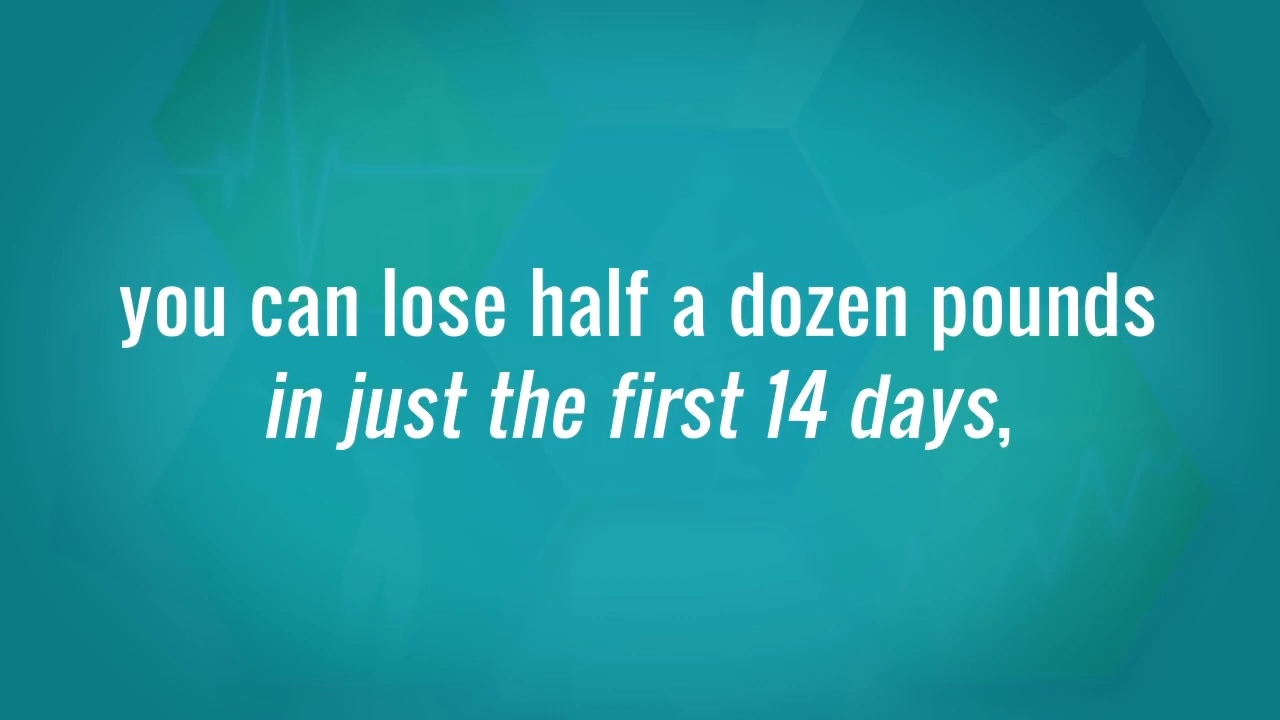 you can lose half a dozen pounds
in just the first 14 days,